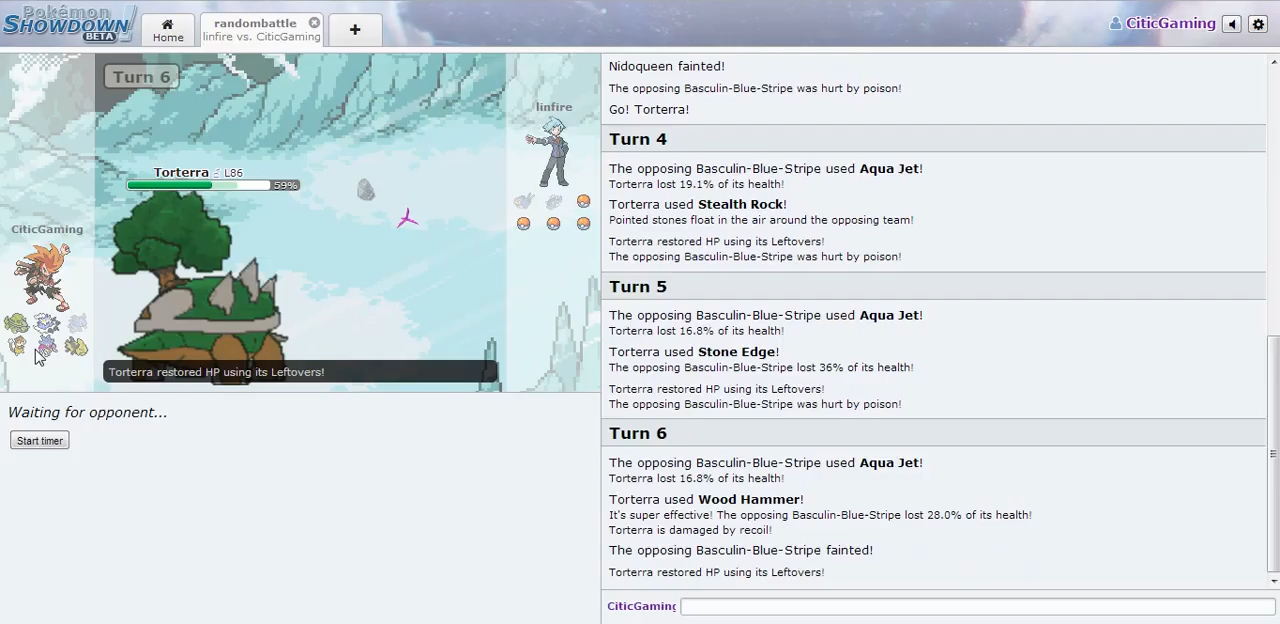 Pokémon
SHOWDOWN
BETA
Home
randombattle
linfire vs. CiticGaming
+
CiticGaming
Turn 6
linfire
Torterra ♂ L86
59%
CiticGaming
Torterra restored HP using its Leftovers!
Waiting for opponent...
Start timer
Nidoqueen fainted!
The opposing Basculin-Blue-Stripe was hurt by poison!
Go! Torterra!
Turn 4
The opposing Basculin-Blue-Stripe used Aqua Jet!
Torterra lost 19.1% of its health!
Torterra used Stealth Rock!
Pointed stones float in the air around the opposing team!
Torterra restored HP using its Leftovers!
The opposing Basculin-Blue-Stripe was hurt by poison!
Turn 5
The opposing Basculin-Blue-Stripe used Aqua Jet!
Torterra lost 16.8% of its health!
Torterra used Stone Edge!
The opposing Basculin-Blue-Stripe lost 36% of its health!
Torterra restored HP using its Leftovers!
The opposing Basculin-Blue-Stripe was hurt by poison!
Turn 6
The opposing Basculin-Blue-Stripe used Aqua Jet!
Torterra lost 16.8% of its health!
Torterra used Wood Hammer!
It's super effective! The opposing Basculin-Blue-Stripe lost 28.0% of its health!
Torterra is damaged by recoil!
The opposing Basculin-Blue-Stripe fainted!
Torterra restored HP using its Leftovers!
CiticGaming